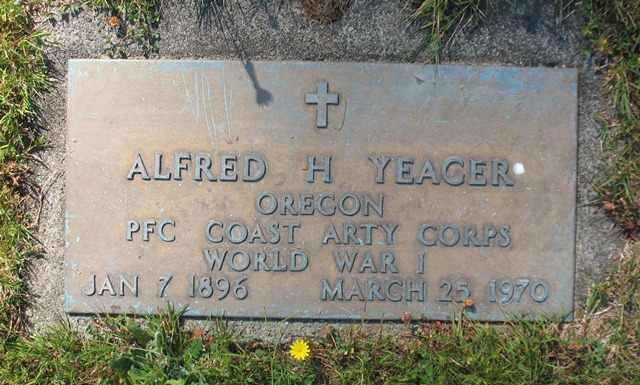 ALFRED H YEAGER
OREGON
PFC COAST ARTY CORPS
WORLD WAR I
JAN 7 1896 MARCH 25 1970